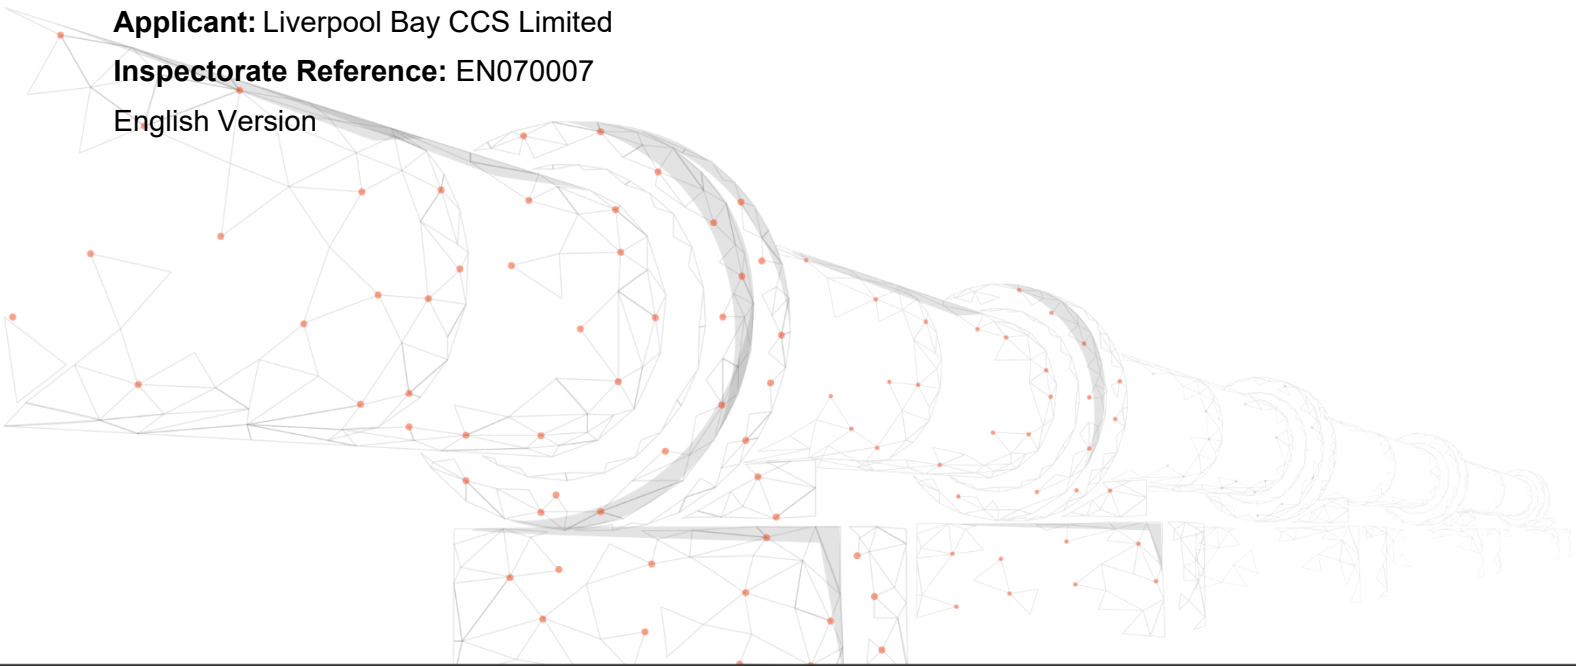 Applicant: Liverpool Bay CCS Limited
Inspectorate Reference: EN070007
English Version